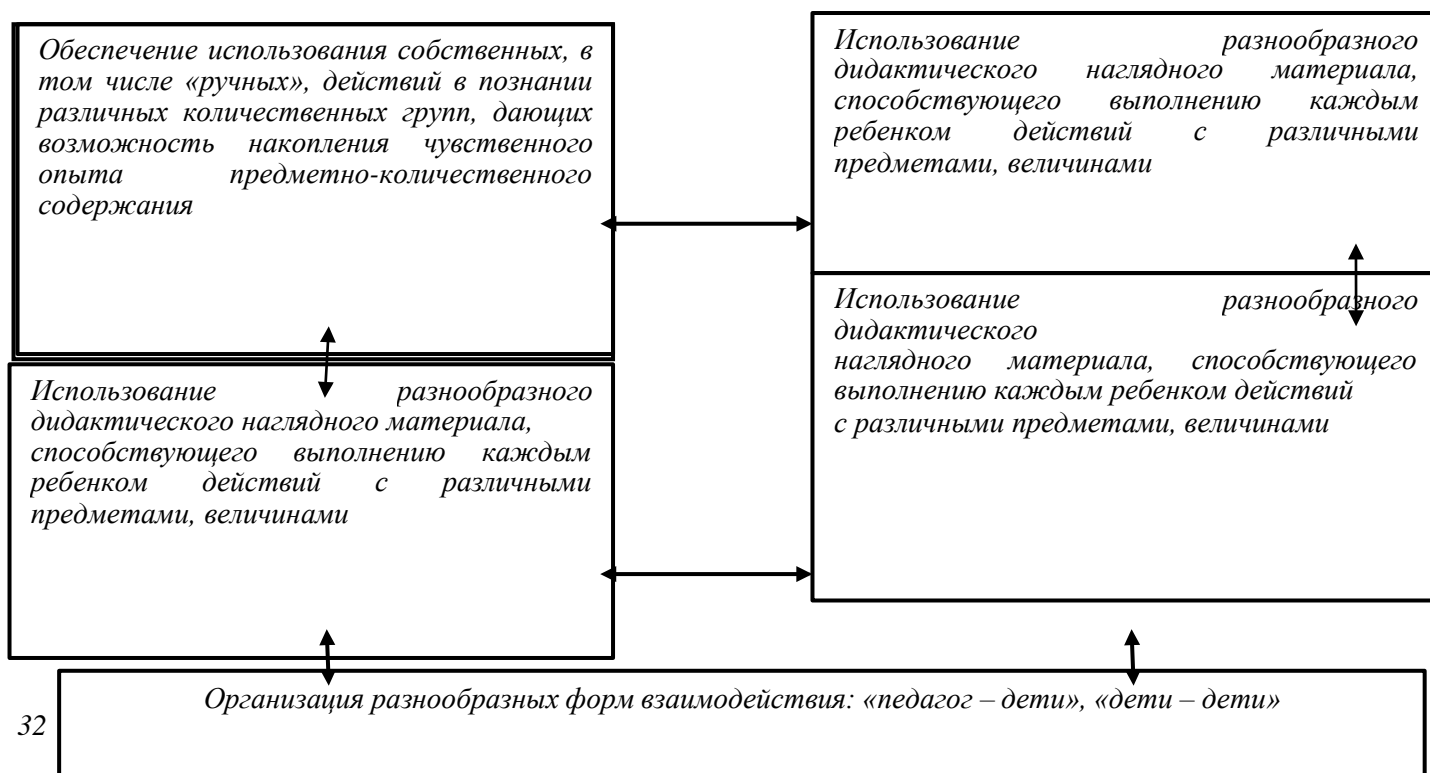 Обеспечение использования собственных, в
том числе «ручных», действий в познании
различных количественных групп, дающих
возможность накопления чувственного
опыта предметно-количественного
содержания
Использование разнообразного
дидактического наглядного материала,
способствующего выполнению каждым
ребенком действий с различными
предметами, величинами
Использование разнообразного
дидактического наглядного материала,
способствующего выполнению каждым
ребенком действий с различными
предметами, величинами
Использование разнообразного
дидактического
наглядного материала, способствующего
выполнению каждым ребенком действий
с различными предметами, величинами
Организация разнообразных форм взаимодействия: «педагог – дети», «дети – дети»
32